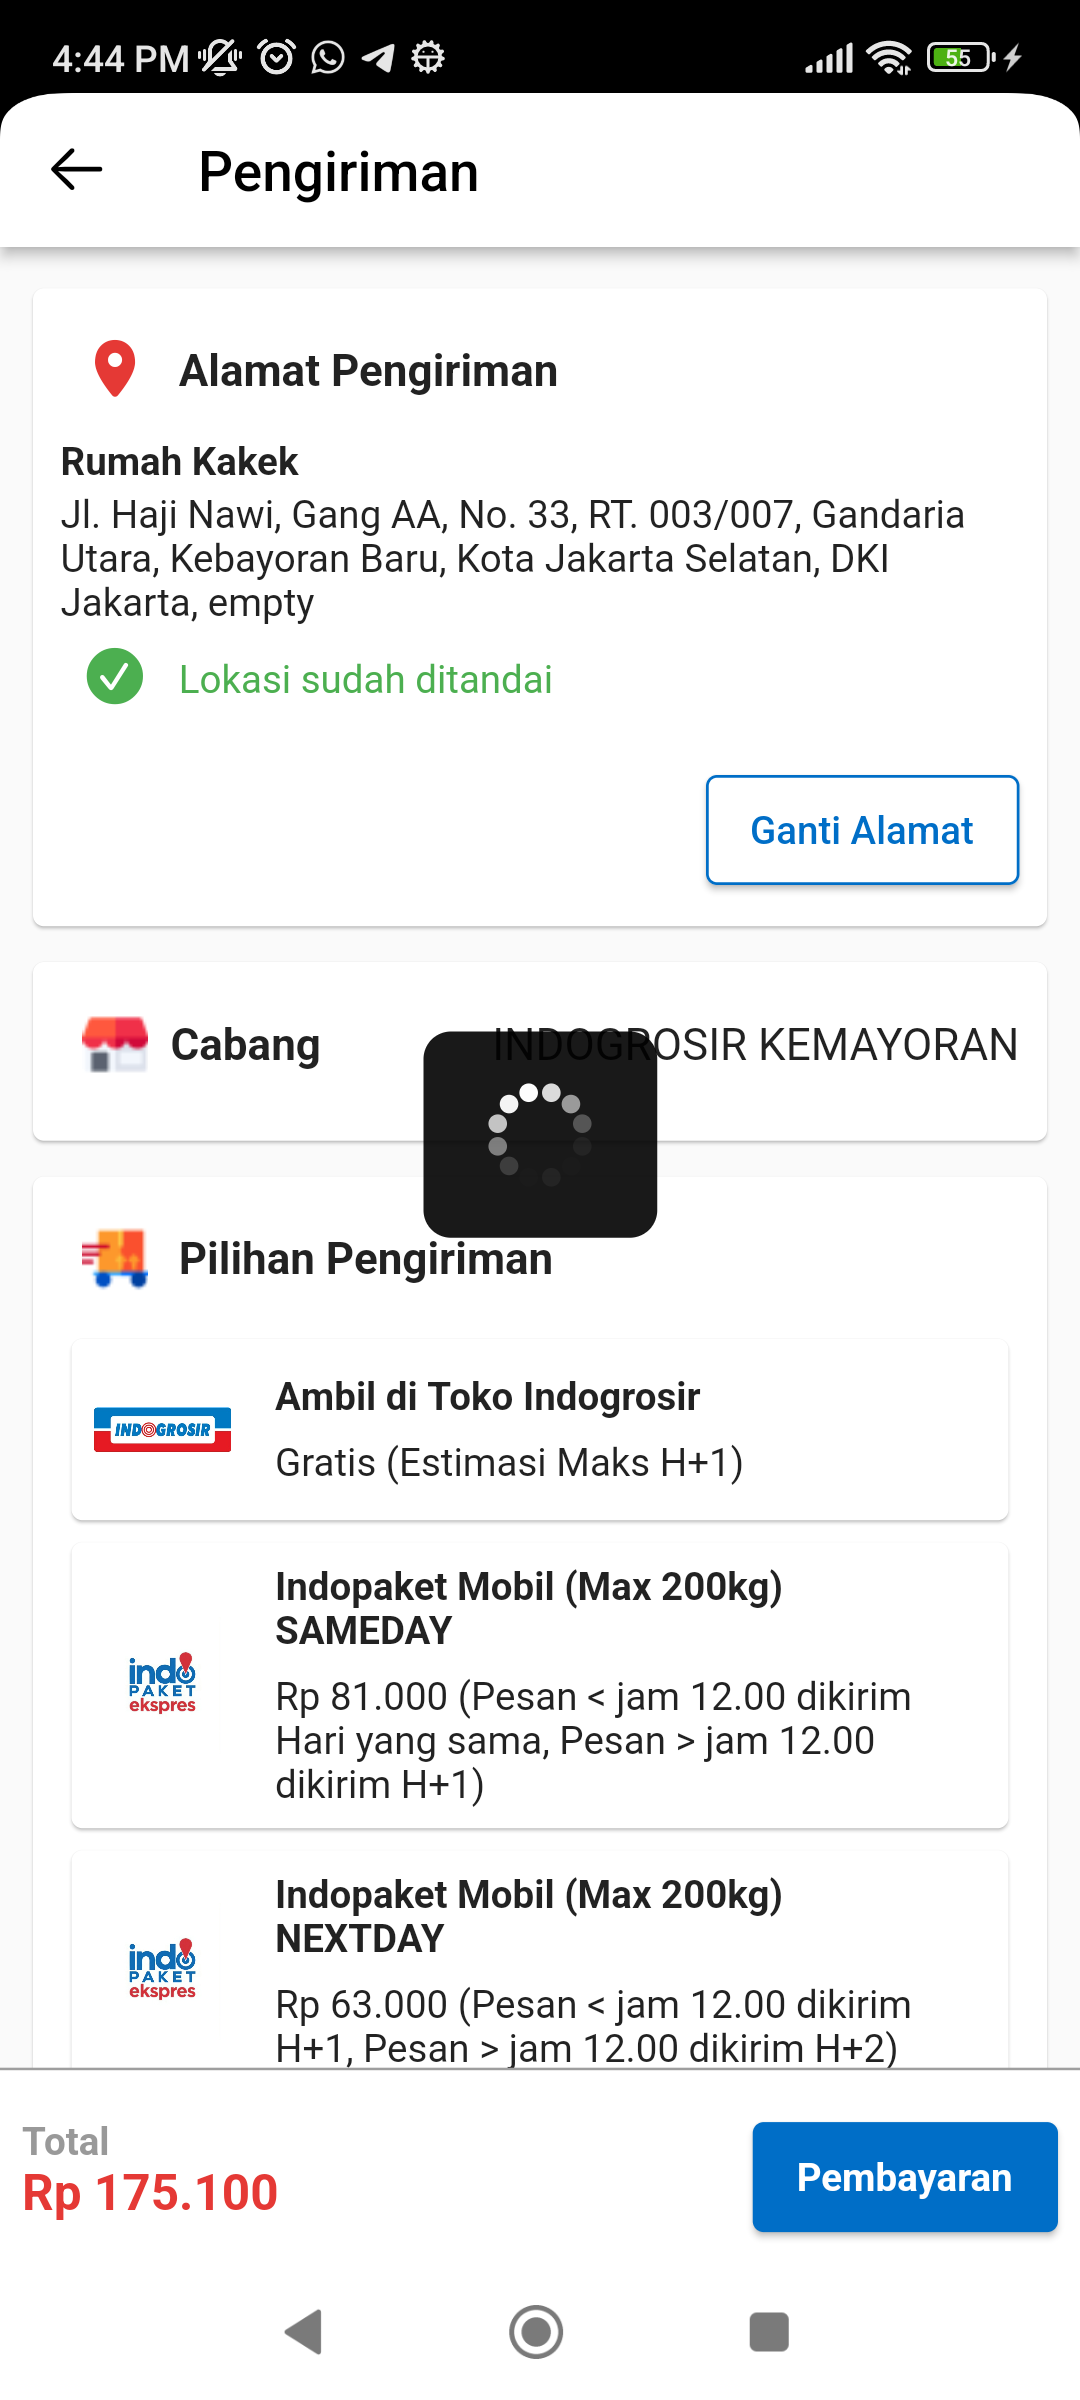 4:44 PM
55
Pengiriman
Alamat Pengiriman
Rumah Kakek
Jl. Haji Nawi, Gang AA, No. 33, RT. 003/007, Gandaria
Utara, Kebayoran Baru, Kota Jakarta Selatan, DKI
Jakarta, empty
Lokasi sudah ditandai
Ganti Alamat
Cabang
INDOGROSIR KEMAYORAN
Pilihan Pengiriman
INDOGROSIR
Ambil di Toko Indogrosir
Gratis (Estimasi Maks H+1)
indo
PAKET
ekspres
Indopaket Mobil (Max 200kg)
SAMEDAY
Rp 81.000 (Pesan < jam 12.00 dikirim
Hari yang sama, Pesan > jam 12.00
dikirim H+1)
indo
PAKET
ekspres
Indopaket Mobil (Max 200kg)
NEXTDAY
Rp 63.000 (Pesan < jam 12.00 dikirim
H+1, Pesan > jam 12.00 dikirim H+2)
Total
Rp 175.100
Pembayaran